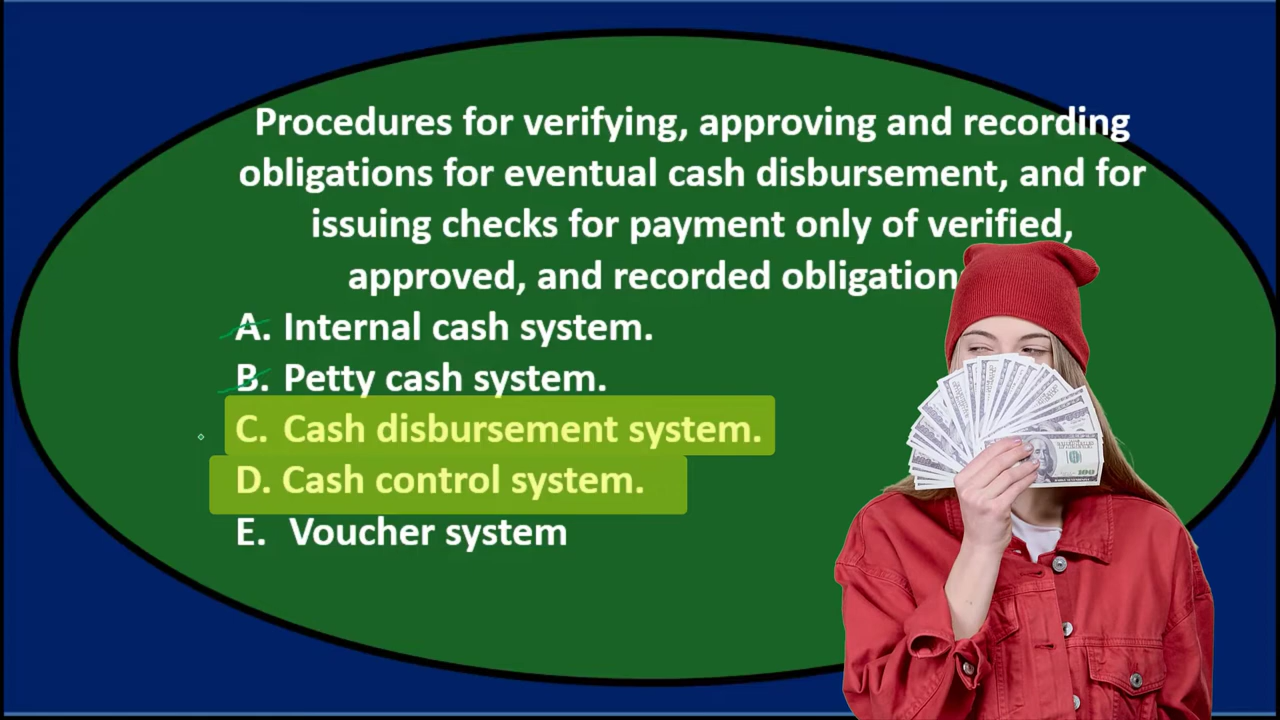 Procedures for verifying, approving and recording
obligations for eventual cash disbursement, and for
issuing checks for payment only of verified,
approved, and recorded obligation
A. Internal cash system.
B. Petty cash system.
C. Cash disbursement system.
D. Cash control system.
E. Voucher system
100